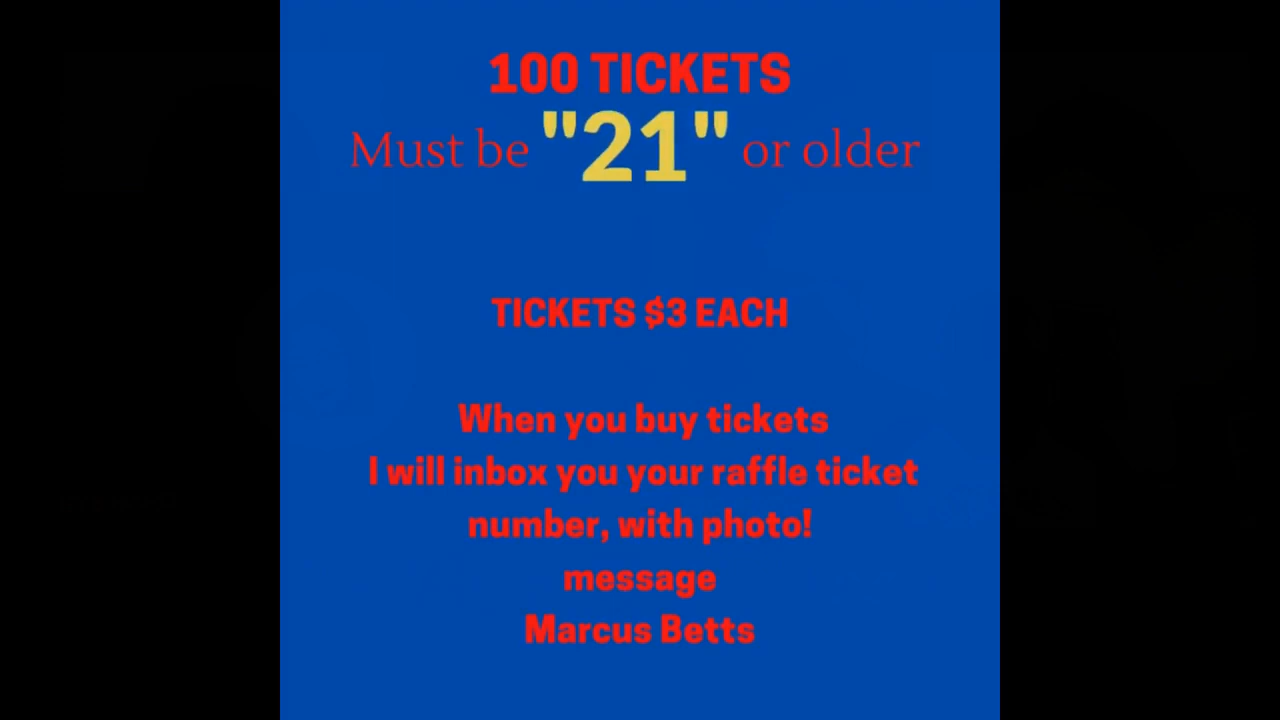 100 TICKETS
Must be "21" or older
TICKETS $3 EACH
When you buy tickets
I will inbox you your raffle ticket
number, with photo!
message
Marcus Betts